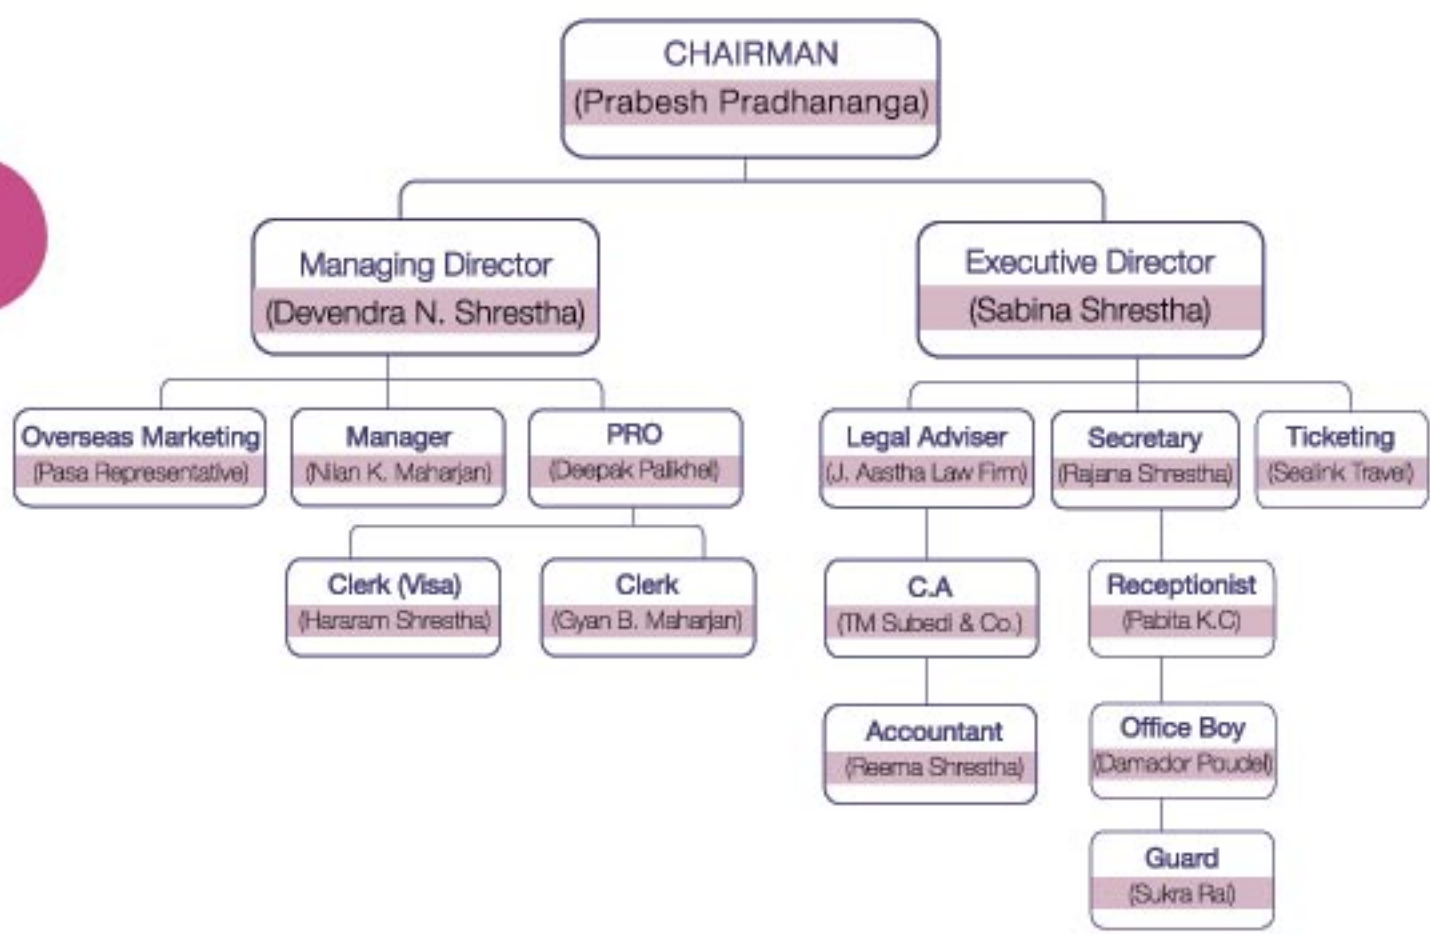 CHAIRMAN
(Prabesh Pradhananga)
Managing Director
(Devendra N. Shrestha)
Executive Director
(Sabina Shrestha)
Overseas Marketing
(Pasa Representative)
Manager
(Nilan K. Maharjan)
PRO
(Deepak Palikhel)
Legal Adviser
(J. Aastha Law Firm)
Secretary
(Rajana Shrestha)
Ticketing
(Sealink Travel)
Clerk (Visa)
(Hararam Shrestha)
Clerk
(Gyan B. Maharjan)
C.A
(TM Subedi & Co.)
Receptionist
(Pabita K.C)
Accountant
(Reema Shrestha)
Office Boy
(Damador Poudel)
Guard
(Sukra Rai)